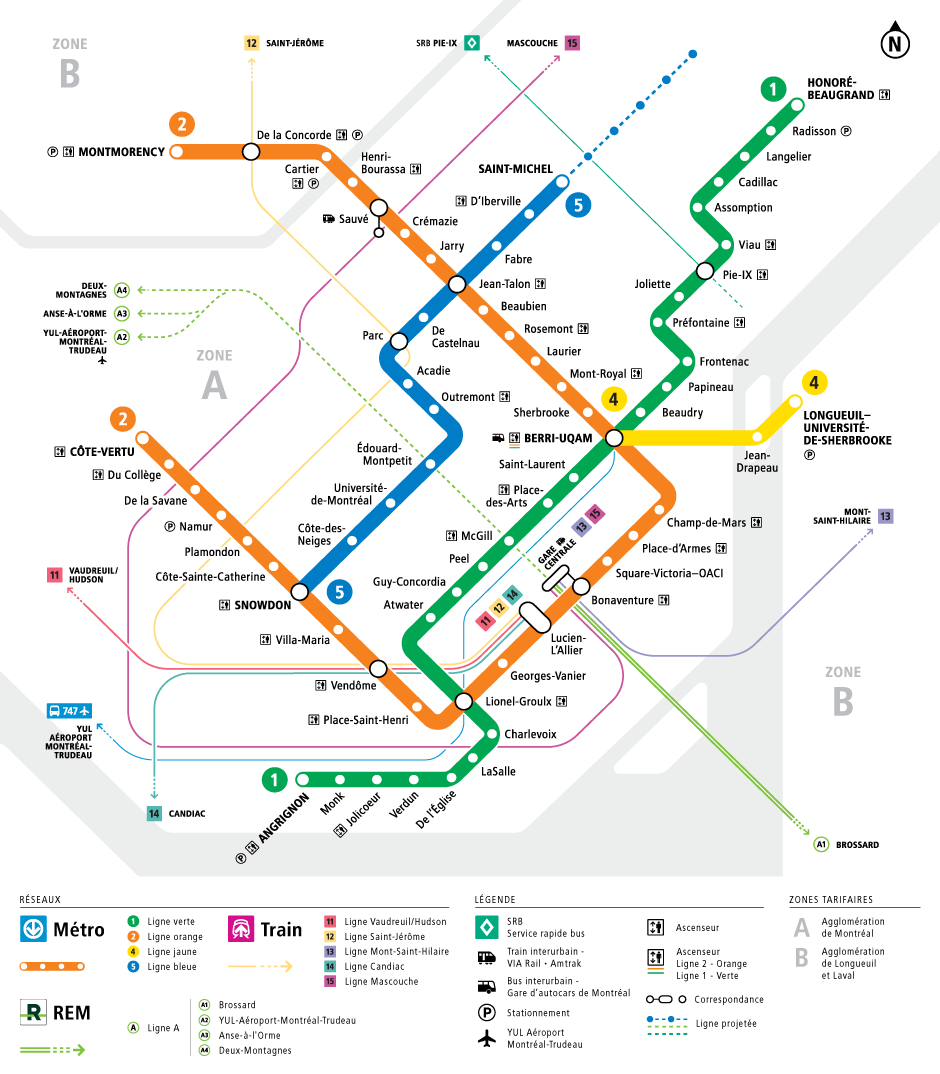 ZONE
B
12 SAINT-JÉRÔME
SRB PIE-IX
MASCOUCHE 15
N
1
HONORÉ-
BEAUGRAND
2
De la Concorde P
P MONTMORENCY
Cartier
P
Henri-
Bourassa
Radisson P
Langelier
SAINT-MICHEL
5
Cadillac
D'Iberville
Assomption
Sauvé
Crémazie
Jarry
Viau
Fabre
Pie-IX
Jean-Talon
Joliette
DEUX-
MONTAGNES A4
ANSE-À-L'ORME A3
YUL-AÉROPORT-
MONTRÉAL-
TRUDEAU
A2
Beaubien
Préfontaine
Rosemont
Parc
De
Castelnau
Laurier
Frontenac
ZONE
A
Acadie
Mont-Royal
Papineau
4
LONGUEUIL–
UNIVERSITÉ-
DE-SHERBROOKE
P
Outremont
Sherbrooke
4
Beaudry
2
CÔTE-VERTU
BERRI-UQAM
Jean-
Drapeau
Édouard-
Montpetit
Saint-Laurent
Du Collège
Université-
de-Montréal
Place-
des-Arts
De la Savane
P Namur
Côte-des-
Neiges
McGill
GARE
CENTRALE
13
15
Champ-de-Mars
MONT-
SAINT-HILAIRE 13
Plamondon
Peel
Place-d'Armes
Côte-Sainte-Catherine
Guy-Concordia
Square-Victoria–OACI
11 VAUDREUIL/
HUDSON
SNOWDON
5
Atwater
11
12
14
Bonaventure
Villa-Maria
Lucien-
L'Allier
Vendôme
Georges-Vanier
ZONE
B
Place-Saint-Henri
Lionel-Groulx
747
YUL
AÉROPORT
MONTRÉAL-
TRUDEAU
Charlevoix
LaSalle
1
P ANGRIGNON
Monk
Jolicoeur
Verdun
De l'Église
14 CANDIAC
A1 BROSSARD
RÉSEAUX
Métro
1 Ligne verte
2 Ligne orange
4 Ligne jaune
5 Ligne bleue
Train
11 Ligne Vaudreuil/Hudson
12 Ligne Saint-Jérôme
13 Ligne Mont-Saint-Hilaire
14 Ligne Candiac
15 Ligne Mascouche
R REM
A Ligne A
A1 Brossard
A2 YUL-Aéroport-Montréal-Trudeau
A3 Anse-à-l'Orme
A4 Deux-Montagnes
LÉGENDE
SRB
Service rapide bus
Train interurbain -
VIA Rail - Amtrak
Bus interurbain -
Gare d'autocars de Montréal
P Stationnement
YUL Aéroport
Montréal-Trudeau
Ascenseur
Ascenseur
Ligne 2 - Orange
Ligne 1 - Verte
Correspondance
Ligne projetée
ZONES TARIFAIRES
A Agglomération
de Montréal
B Agglomération
de Longueuil
et Laval